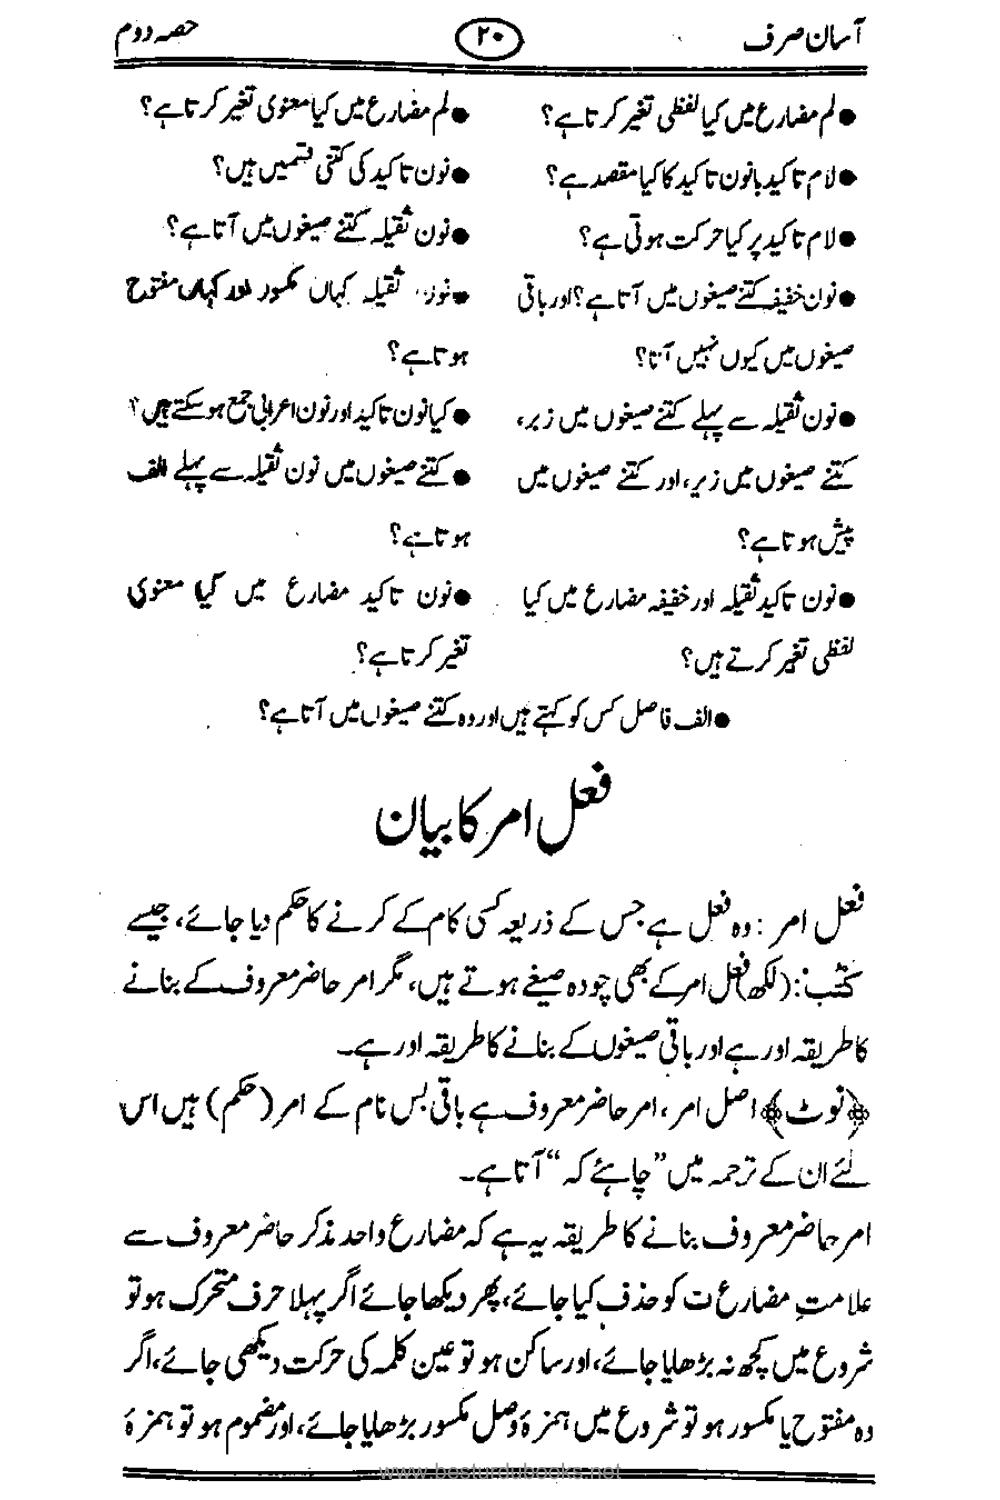 آسان صرف ۲۰ حصہ دوم
●لم مضارع میں کیا لفظی تغیر کرتا ہے؟ ●لم مضارع میں کیا معنوی تغیر کرتا ہے؟
●لام تاکید بانون تاکید کا کیا مقصد ہے؟ ●نون تاکید کی کتنی قسمیں ہیں؟
●لام تاکید پر کیا حرکت ہوتی ہے؟ ●نون ثقیلہ کتنے صیغوں میں آتا ہے؟
●نون خفیفہ کتنے صیغوں میں آتا ہے؟ اور باقی ●نون ثقیلہ کہاں مکسور اور کہاں مفتوح
صیغوں میں کیوں نہیں آتا؟ ہوتا ہے؟
●نون ثقیلہ سے پہلے کتنے صیغوں میں زبر، ●کیا نون تاکید اور نون اعرابی جمع ہوسکتے ہیں؟
کتنے صیغوں میں زیر، اور کتنے صیغوں میں ●کتنے صیغوں میں نون ثقیلہ سے پہلے الف
پیش ہوتا ہے؟ ہوتا ہے؟
●نون تاکید ثقیلہ اور خفیفہ مضارع میں کیا ●نون تاکید مضارع میں کیا معنوی
لفظی تغیر کرتے ہیں؟ تغیر کرتا ہے؟
●الف فاصل کس کو کہتے ہیں اور وہ کتنے صیغوں میں آتا ہے؟
فعل امر کا بیان
فعل امر: وہ فعل ہے جس کے ذریعہ کسی کام کے کرنے کا حکم دیا جائے، جیسے
اُکْتُبْ: (لکھ) فعل امر کے بھی چودہ صیغے ہوتے ہیں، مگر امر حاضر معروف کے بنانے
کا طریقہ اور ہے اور باقی صیغوں کے بنانے کا طریقہ اور ہے۔
﴿نوٹ﴾ اصل امر، امر حاضر معروف ہے باقی بس نام کے امر (حکم) ہیں اس
لئے ان کے ترجمہ میں ”چاہئے کہ“ آتا ہے۔
امر حاضر معروف بنانے کا طریقہ یہ ہے کہ مضارع واحد مذکر حاضر معروف سے
علامتِ مضارع ت کو حذف کیا جائے، پھر دیکھا جائے اگر پہلا حرف متحرک ہو تو
شروع میں کچھ نہ بڑھایا جائے، اور ساکن ہو تو عین کلمہ کی حرکت دیکھی جائے، اگر
وہ مفتوح یا مکسور ہو تو شروع میں ہمزۂ وصل مکسور بڑھایا جائے، اور مضموم ہو تو ہمزۂ
www.besturdubooks.net